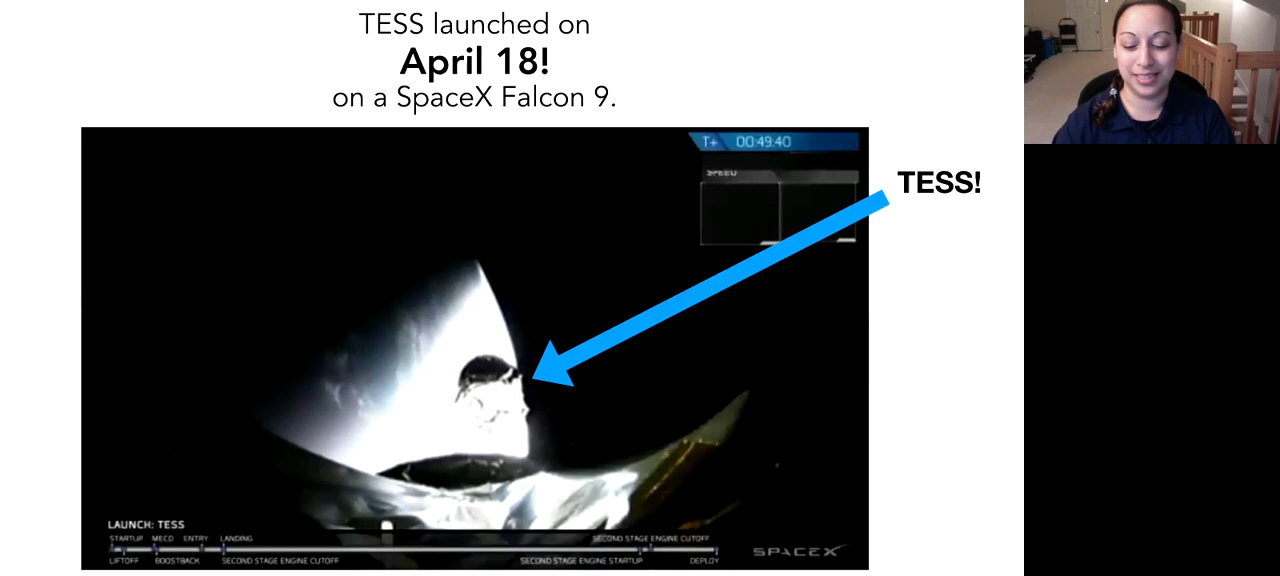 TESS launched on
April 18!
on a SpaceX Falcon 9.
T+ 00:49:40
SPEED
TESS!
LAUNCH: TESS
STARTUP MECO ENTRY LANDING SECOND STAGE ENGINE CUTOFF
LIFTOFF BOOSTBACK SECOND STAGE ENGINE CUTOFF SECOND STAGE ENGINE STARTUP DEPLOY
SPACEX